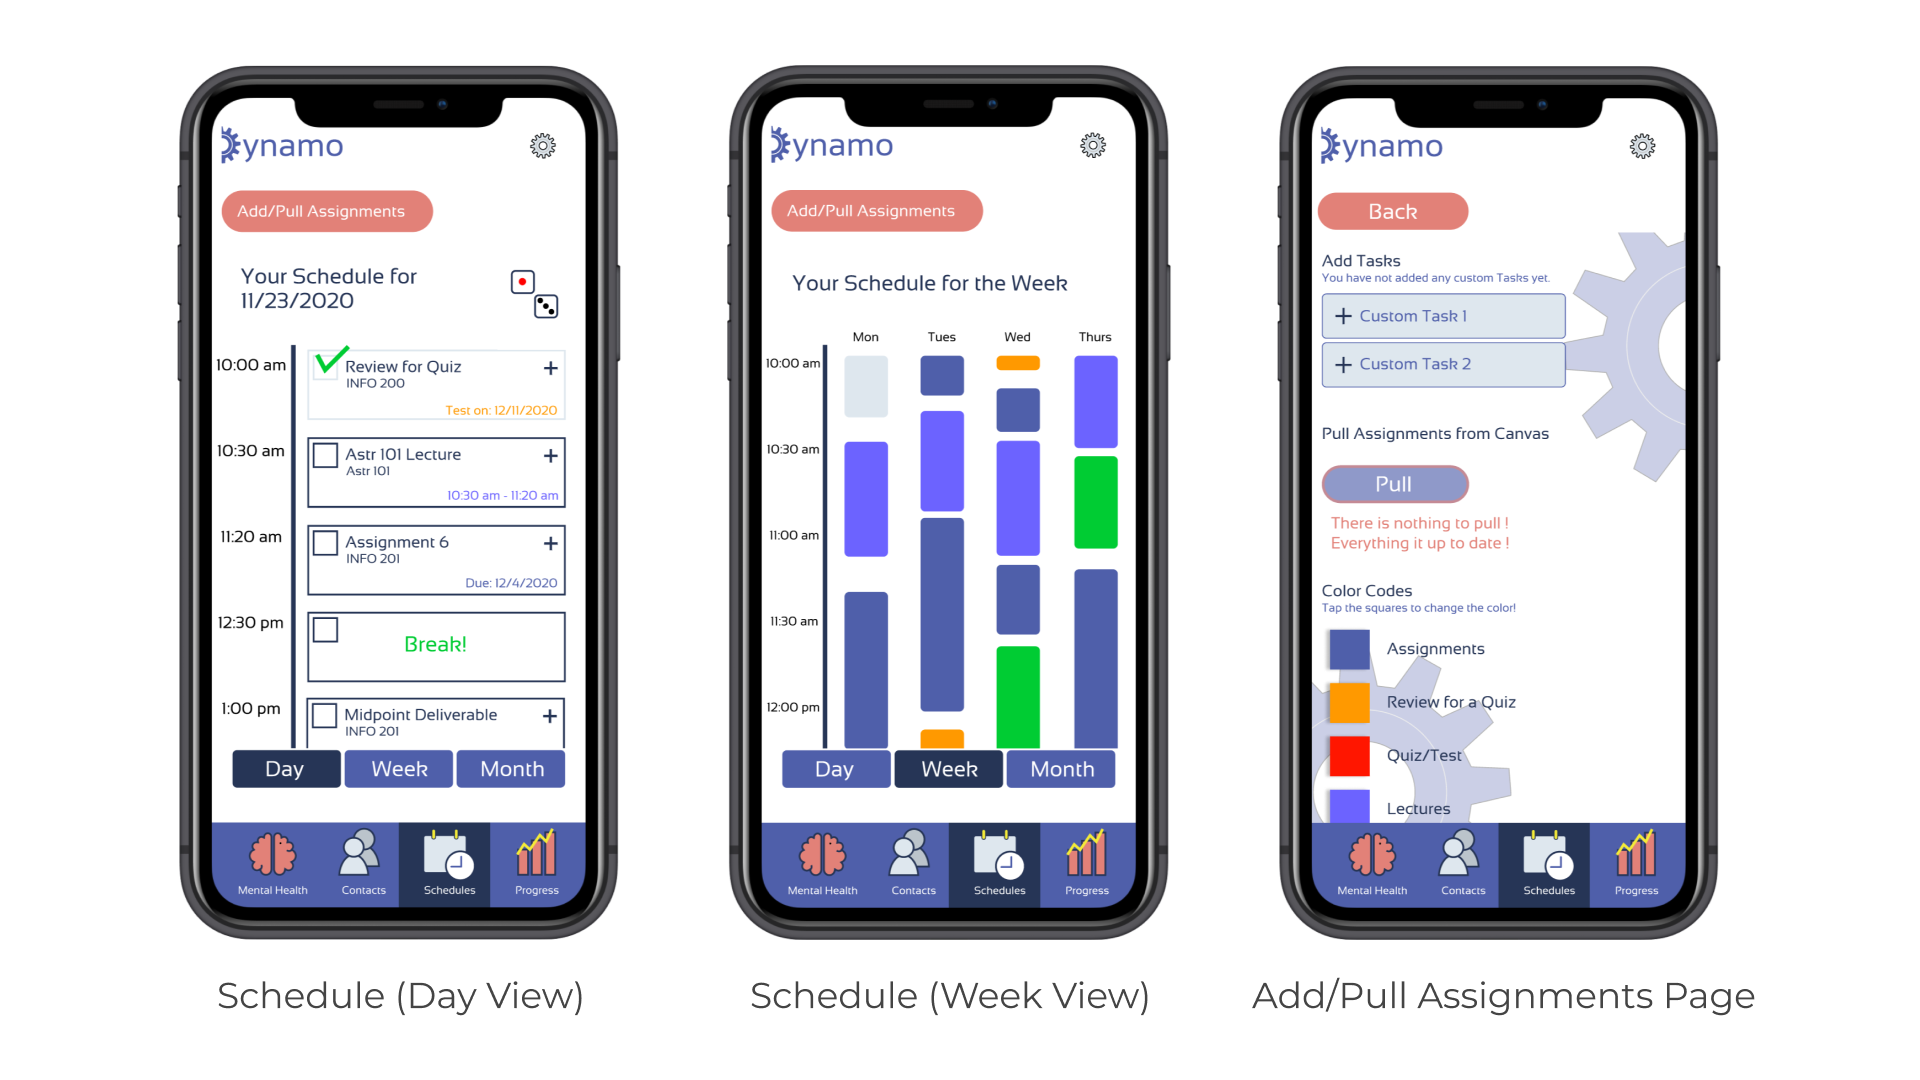 ynamo
Add/Pull Assignments
Your Schedule for
11/23/2020
10:00 am
Review for Quiz
INFO 200
Test on: 12/11/2020
10:30 am
Astr 101 Lecture
Astr 101
10:30 am - 11:20 am
11:20 am
Assignment 6
INFO 201
Due: 12/4/2020
12:30 pm
Break!
1:00 pm
Midpoint Deliverable
INFO 201
Day Week Month
Mental Health Contacts Schedules Progress
Schedule (Day View)
ynamo
Add/Pull Assignments
Your Schedule for the Week
Mon Tues Wed Thurs
10:00 am
10:30 am
11:00 am
11:30 am
12:00 pm
Day Week Month
Mental Health Contacts Schedules Progress
Schedule (Week View)
ynamo
Back
Add Tasks
You have not added any custom Tasks yet.
+ Custom Task 1
+ Custom Task 2
Pull Assignments from Canvas
Pull
There is nothing to pull !
Everything it up to date !
Color Codes
Tap the squares to change the color!
Assignments
Review for a Quiz
Quiz/Test
Lectures
Mental Health Contacts Schedules Progress
Add/Pull Assignments Page